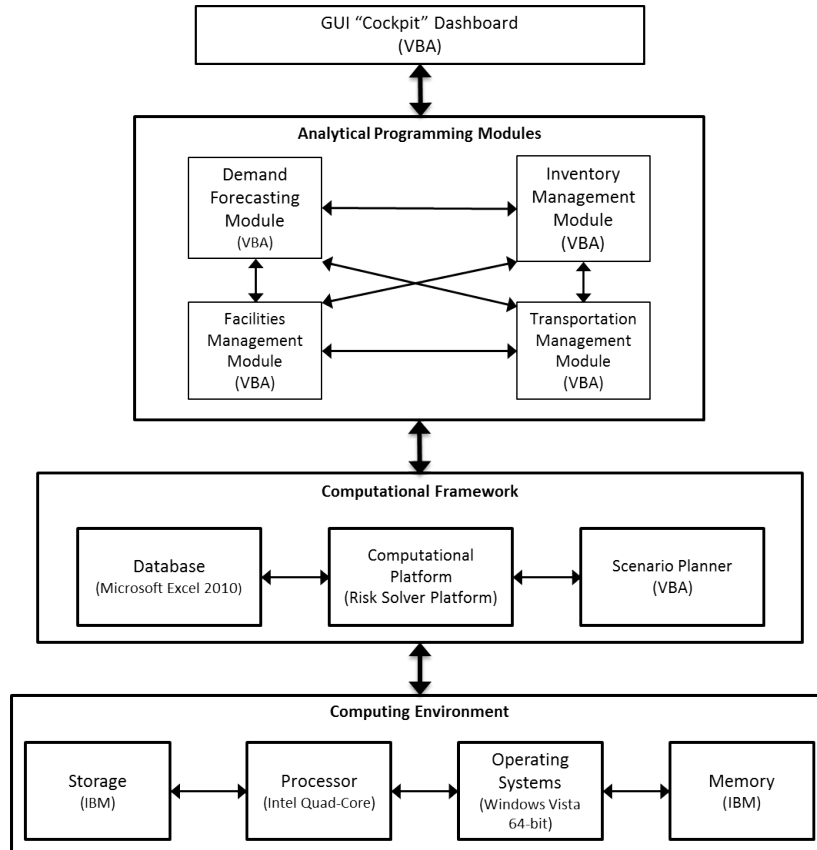 GUI “Cockpit” Dashboard
(VBA)
Analytical Programming Modules
Demand
Forecasting
Module
(VBA)
Inventory
Management
Module
(VBA)
Facilities
Management
Module
(VBA)
Transportation
Management
Module
(VBA)
Computational Framework
Database
(Microsoft Excel 2010)
Computational
Platform
(Risk Solver Platform)
Scenario Planner
(VBA)
Computing Environment
Storage
(IBM)
Processor
(Intel Quad-Core)
Operating
Systems
(Windows Vista
64-bit)
Memory
(IBM)